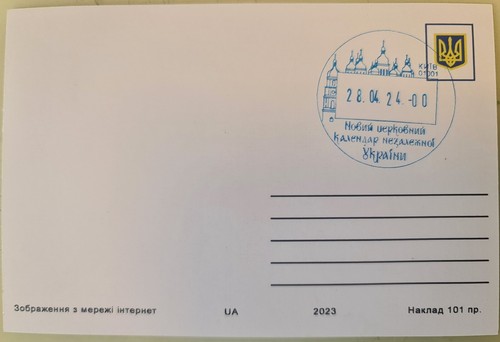 КИЇВ
01001
28.04.24-00
Новий церковний
календар незалежної
України
Зображення з мережі інтернет UA 2023 Наклад 101 пр.